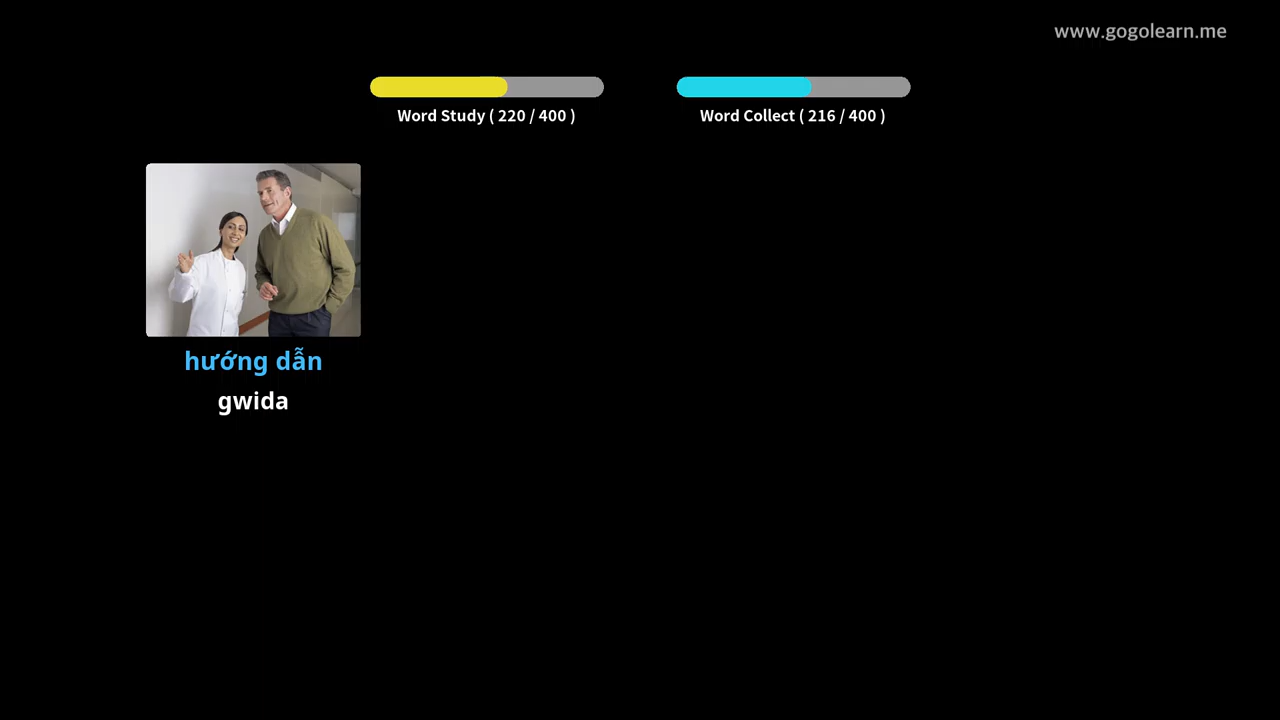 www.gogolearn.me
Word Study ( 220 / 400 )
Word Collect ( 216 / 400 )
hướng dẫn
gwida